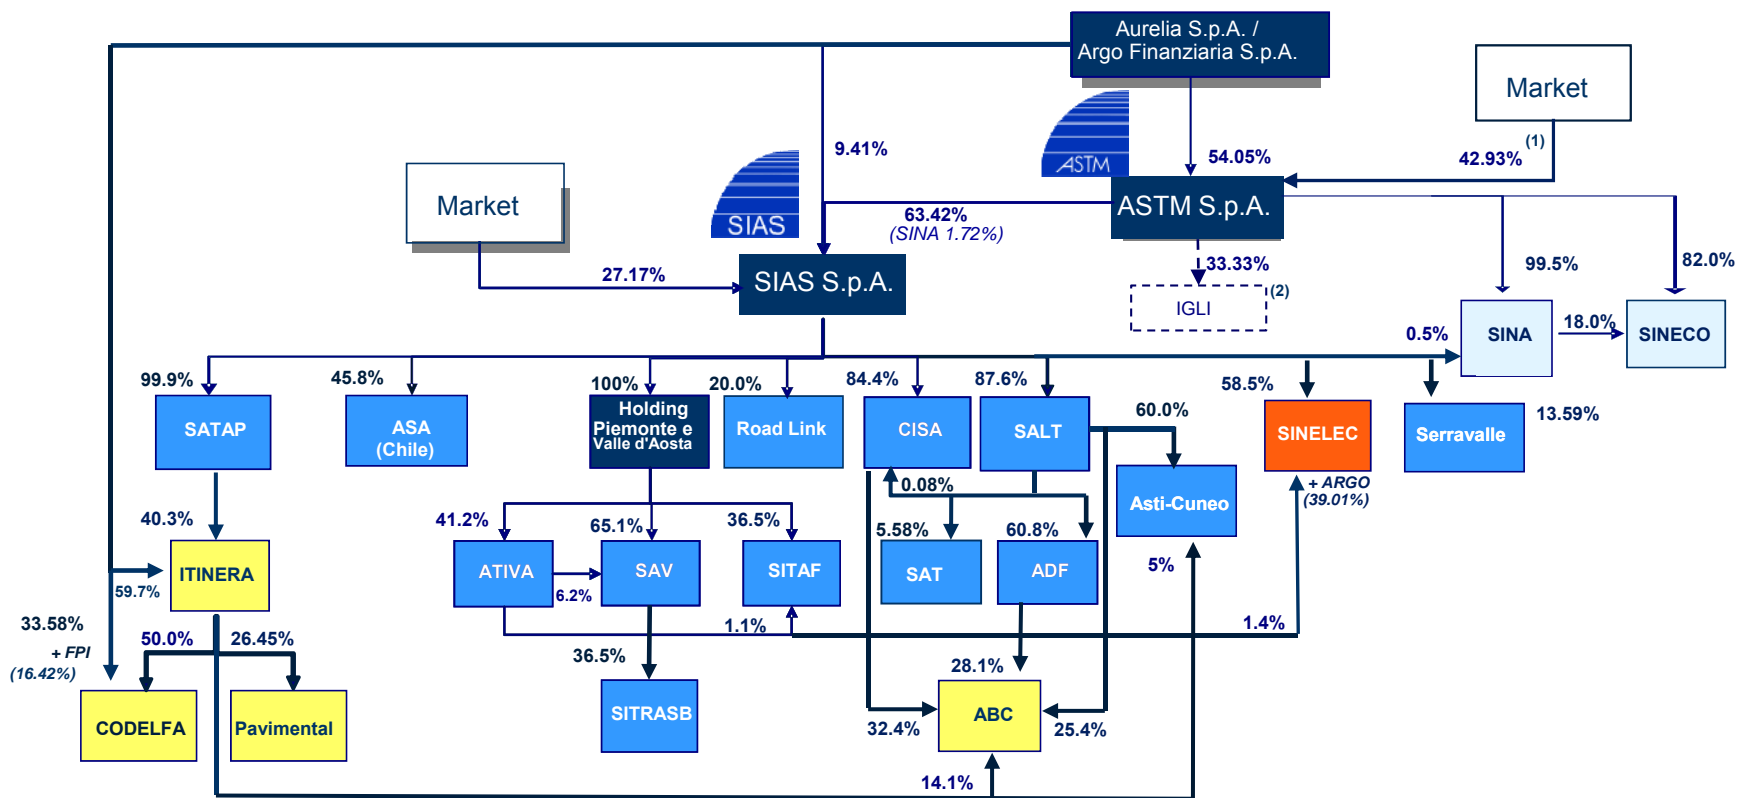 Aurelia S.p.A. /
Argo Finanziaria S.p.A.
Market
(1)
9.41%
ASTM
54.05%
42.93%
Market
SIAS
ASTM S.p.A.
63.42%
(SINA 1.72%)
27.17%
SIAS S.p.A.
33.33%
99.5%
82.0%
IGLI
(2)
0.5%
SINA
18.0%
SINECO
99.9%
45.8%
100%
20.0%
84.4%
87.6%
58.5%
SATAP
ASA
(Chile)
Holding
Piemonte e
Valle d'Aosta
Road Link
CISA
SALT
60.0%
SINELEC
Serravalle
13.59%
+ ARGO
(39.01%)
0.08%
Asti-Cuneo
40.3%
41.2%
65.1%
36.5%
5.58%
60.8%
5%
ITINERA
59.7%
ATIVA
6.2%
SAV
SITAF
SAT
ADF
33.58%
+ FPI
(16.42%)
50.0%
26.45%
1.1%
1.4%
36.5%
28.1%
CODELFA
Pavimental
SITRASB
32.4%
ABC
25.4%
14.1%